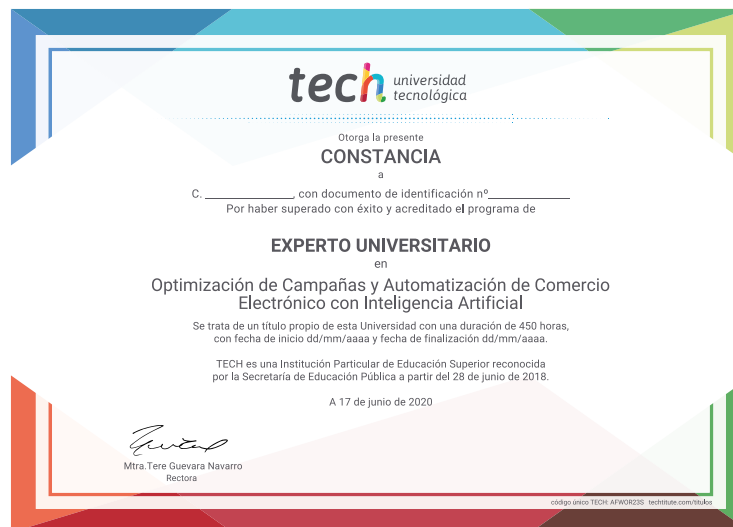 tech universidad
tecnológica
Otorga la presente
CONSTANCIA
a
C. ______________, con documento de identificación nº______________
Por haber superado con éxito y acreditado el programa de
EXPERTO UNIVERSITARIO
en
Optimización de Campañas y Automatización de Comercio
Electrónico con Inteligencia Artificial
Se trata de un título propio de esta Universidad con una duración de 450 horas,
con fecha de inicio dd/mm/aaaa y fecha de finalización dd/mm/aaaa.
TECH es una Institución Particular de Educación Superior reconocida
por la Secretaría de Educación Pública a partir del 28 de junio de 2018.
A 17 de junio de 2020
Mtra.Tere Guevara Navarro
Rectora
código único TECH: AFWOR23S techtitute.com/titulos